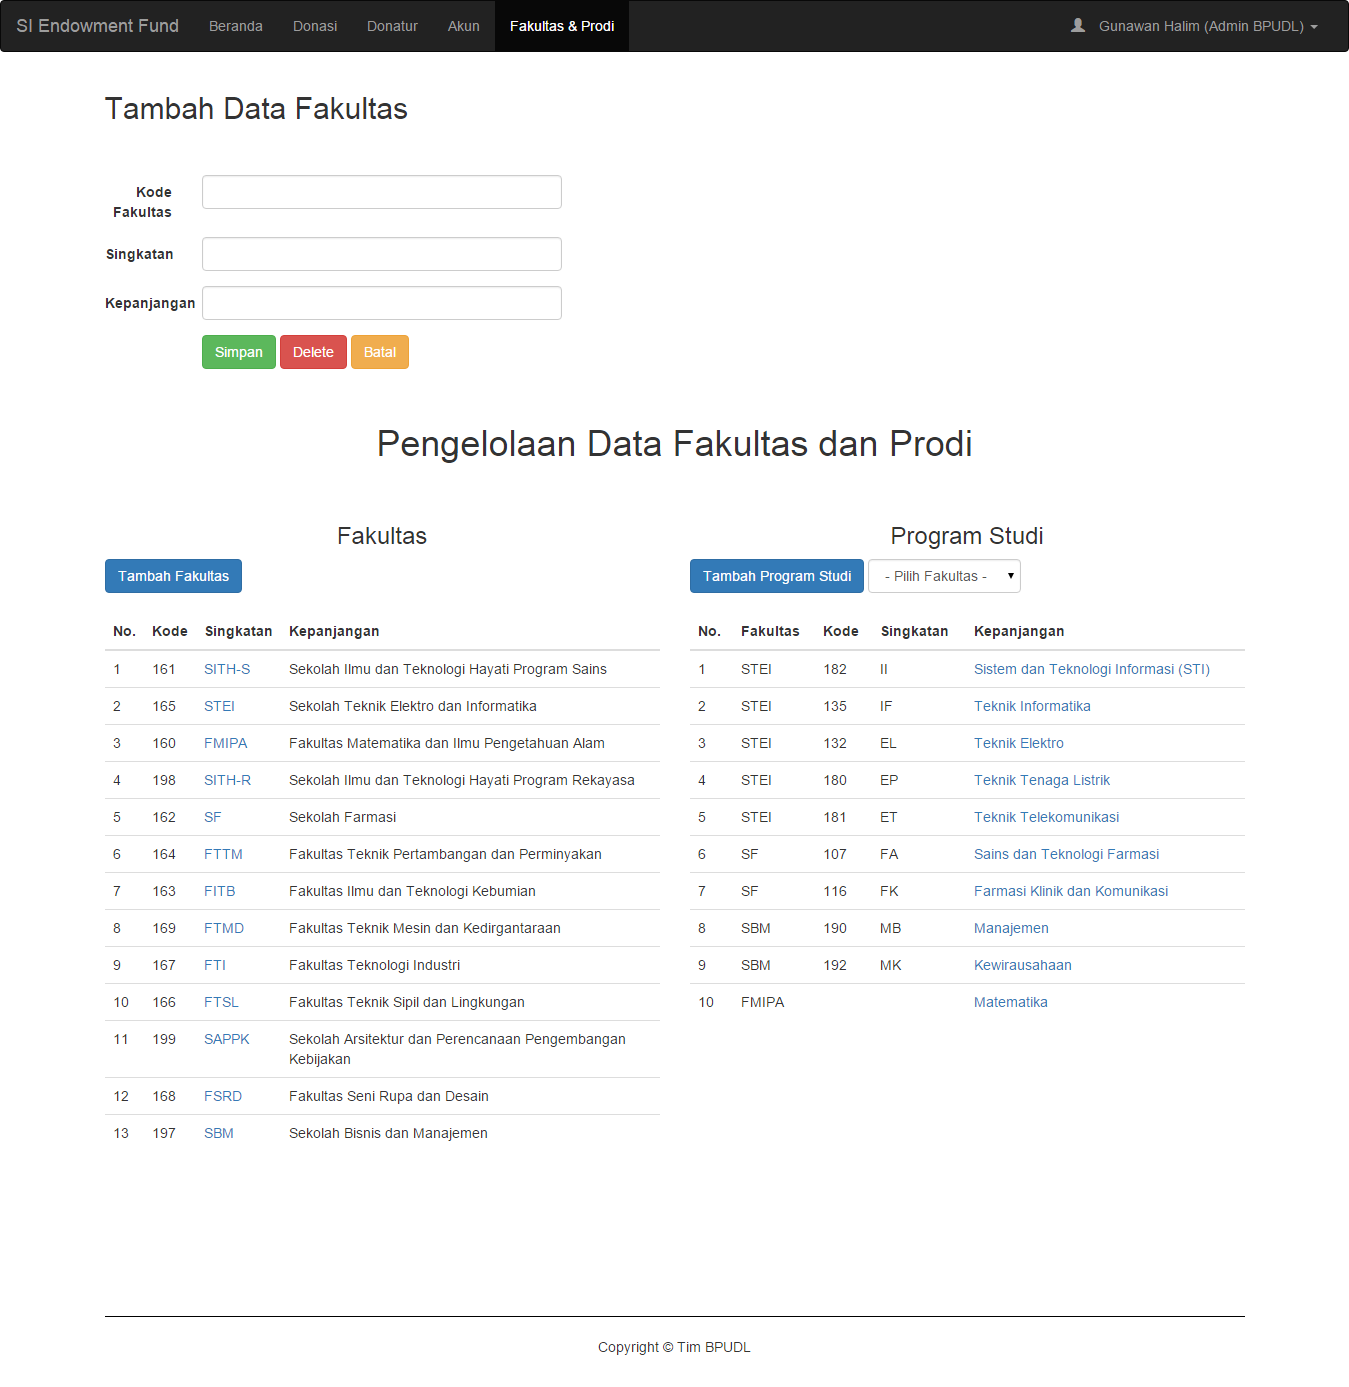 SI Endowment Fund Beranda Donasi Donatur Akun Fakultas & Prodi Gunawan Halim (Admin BPUDL)
Tambah Data Fakultas
Kode
Fakultas
Singkatan
Kepanjangan
Simpan Delete Batal
Pengelolaan Data Fakultas dan Prodi
Fakultas
Tambah Fakultas
No. Kode Singkatan Kepanjangan
1 161 SITH-S Sekolah Ilmu dan Teknologi Hayati Program Sains
2 165 STEI Sekolah Teknik Elektro dan Informatika
3 160 FMIPA Fakultas Matematika dan Ilmu Pengetahuan Alam
4 198 SITH-R Sekolah Ilmu dan Teknologi Hayati Program Rekayasa
5 162 SF Sekolah Farmasi
6 164 FTTM Fakultas Teknik Pertambangan dan Perminyakan
7 163 FITB Fakultas Ilmu dan Teknologi Kebumian
8 169 FTMD Fakultas Teknik Mesin dan Kedirgantaraan
9 167 FTI Fakultas Teknologi Industri
10 166 FTSL Fakultas Teknik Sipil dan Lingkungan
11 199 SAPPK Sekolah Arsitektur dan Perencanaan Pengembangan
Kebijakan
12 168 FSRD Fakultas Seni Rupa dan Desain
13 197 SBM Sekolah Bisnis dan Manajemen
Program Studi
Tambah Program Studi - Pilih Fakultas -
No. Fakultas Kode Singkatan Kepanjangan
1 STEI 182 II Sistem dan Teknologi Informasi (STI)
2 STEI 135 IF Teknik Informatika
3 STEI 132 EL Teknik Elektro
4 STEI 180 EP Teknik Tenaga Listrik
5 STEI 181 ET Teknik Telekomunikasi
6 SF 107 FA Sains dan Teknologi Farmasi
7 SF 116 FK Farmasi Klinik dan Komunikasi
8 SBM 190 MB Manajemen
9 SBM 192 MK Kewirausahaan
10 FMIPA Matematika
Copyright © Tim BPUDL